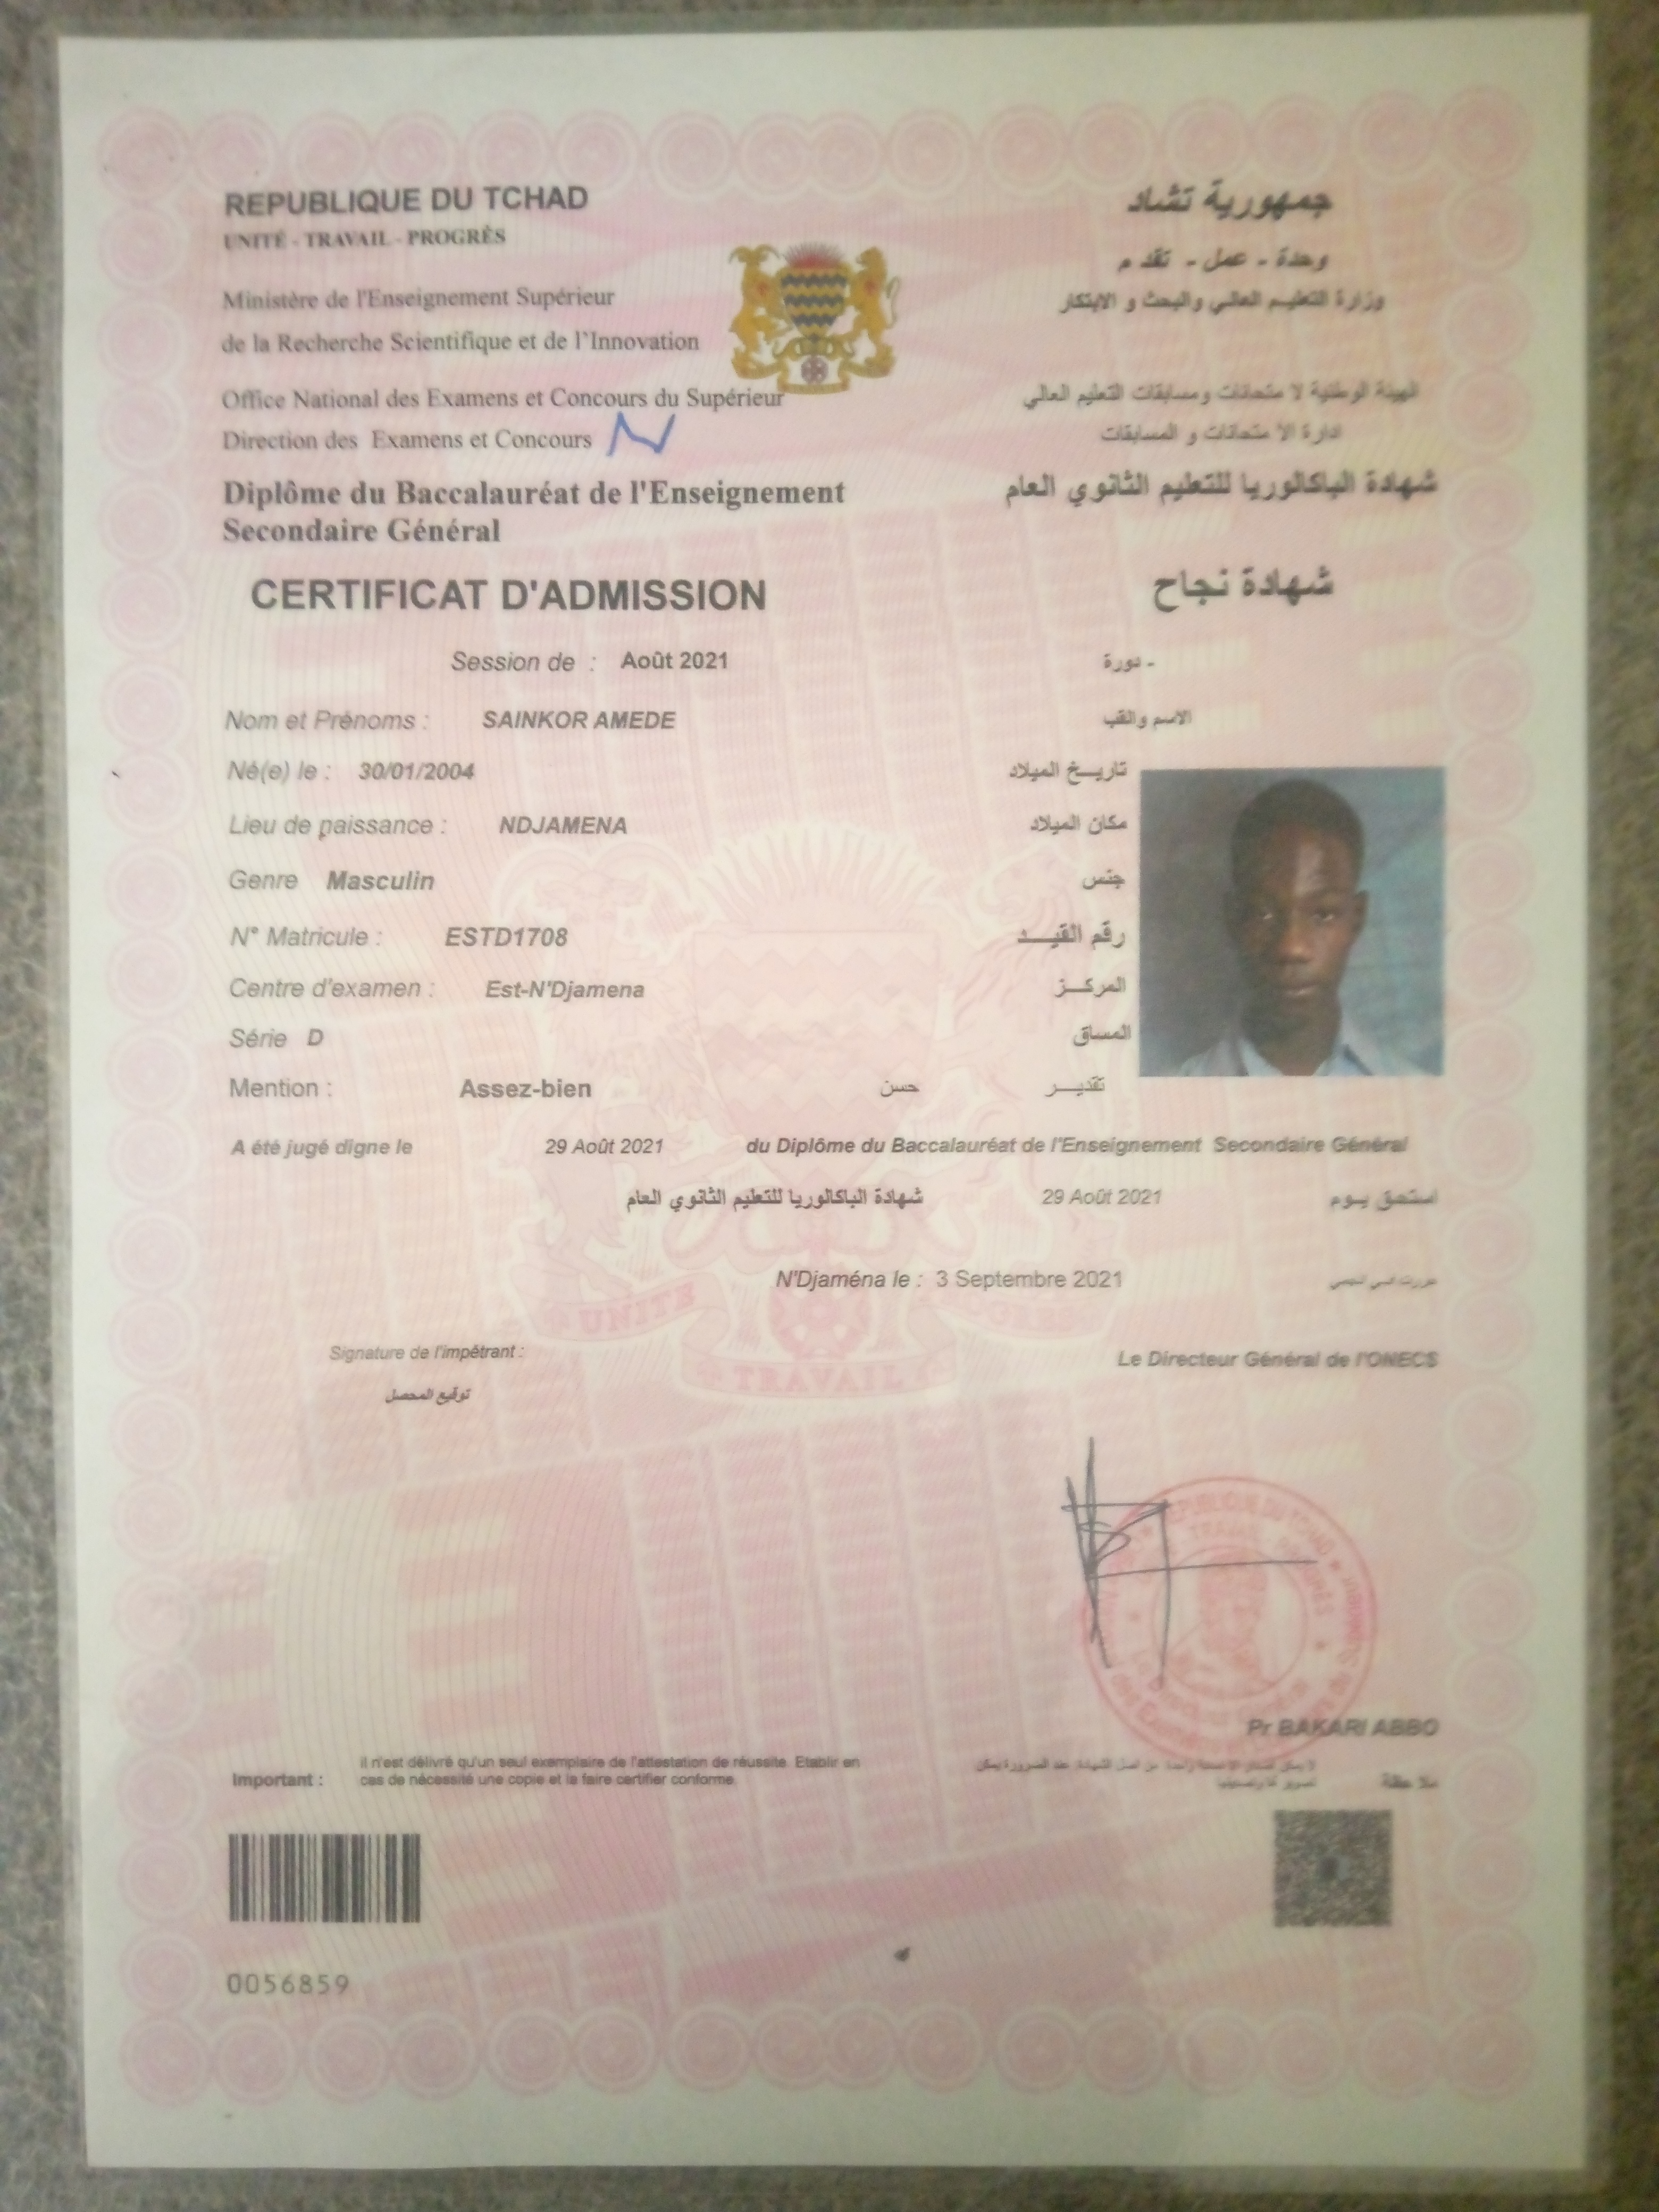 REPUBLIQUE DU TCHAD
UNITÉ - TRAVAIL - PROGRÈS
Ministère de l'Enseignement Supérieur
de la Recherche Scientifique et de l'Innovation
Office National des Examens et Concours du Supérieur
Direction des Examens et Concours
Diplôme du Baccalauréat de l'Enseignement
Secondaire Général
جمهورية تشاد
وحدة - عمل - تقدم
وزارة التعليم العالي والبحث و الابتكار
الهيئة الوطنية لا متحانات ومسابقات التعليم العالي
ادارة الا متحانات و المسابقات
شهادة الباكالوريا للتعليم الثانوي العام
CERTIFICAT D'ADMISSION شهادة نجاح
Session de : Août 2021 دورة -
Nom et Prénoms : SAINKOR AMEDE الاسم والقب
Né(e) le : 30/01/2004 تاريخ الميلاد
Lieu de paissance : NDJAMENA مكان الميلاد
Genre Masculin جنس
N° Matricule : ESTD1708 رقم القيد
Centre d'examen : Est-N'Djamena المركز
Série D المساق
Mention : Assez-bien حسن تقدير
A été jugé digne le 29 Août 2021 du Diplôme du Baccalauréat de l'Enseignement Secondaire Général
استحق يوم 29 Août 2021 شهادة الباكالوريا للتعليم الثانوي العام
N'Djaména le : 3 Septembre 2021
Signature de l'impétrant :
توقيع المحصل
Le Directeur Général de l'ONECS
UNITE
TRAVAIL
Pr BAKARI ABBO
Important : il n'est délivré qu'un seul exemplaire de l'attestation de réussite. Etablir en
cas de nécessité une copie et la faire certifier conforme.
0056859